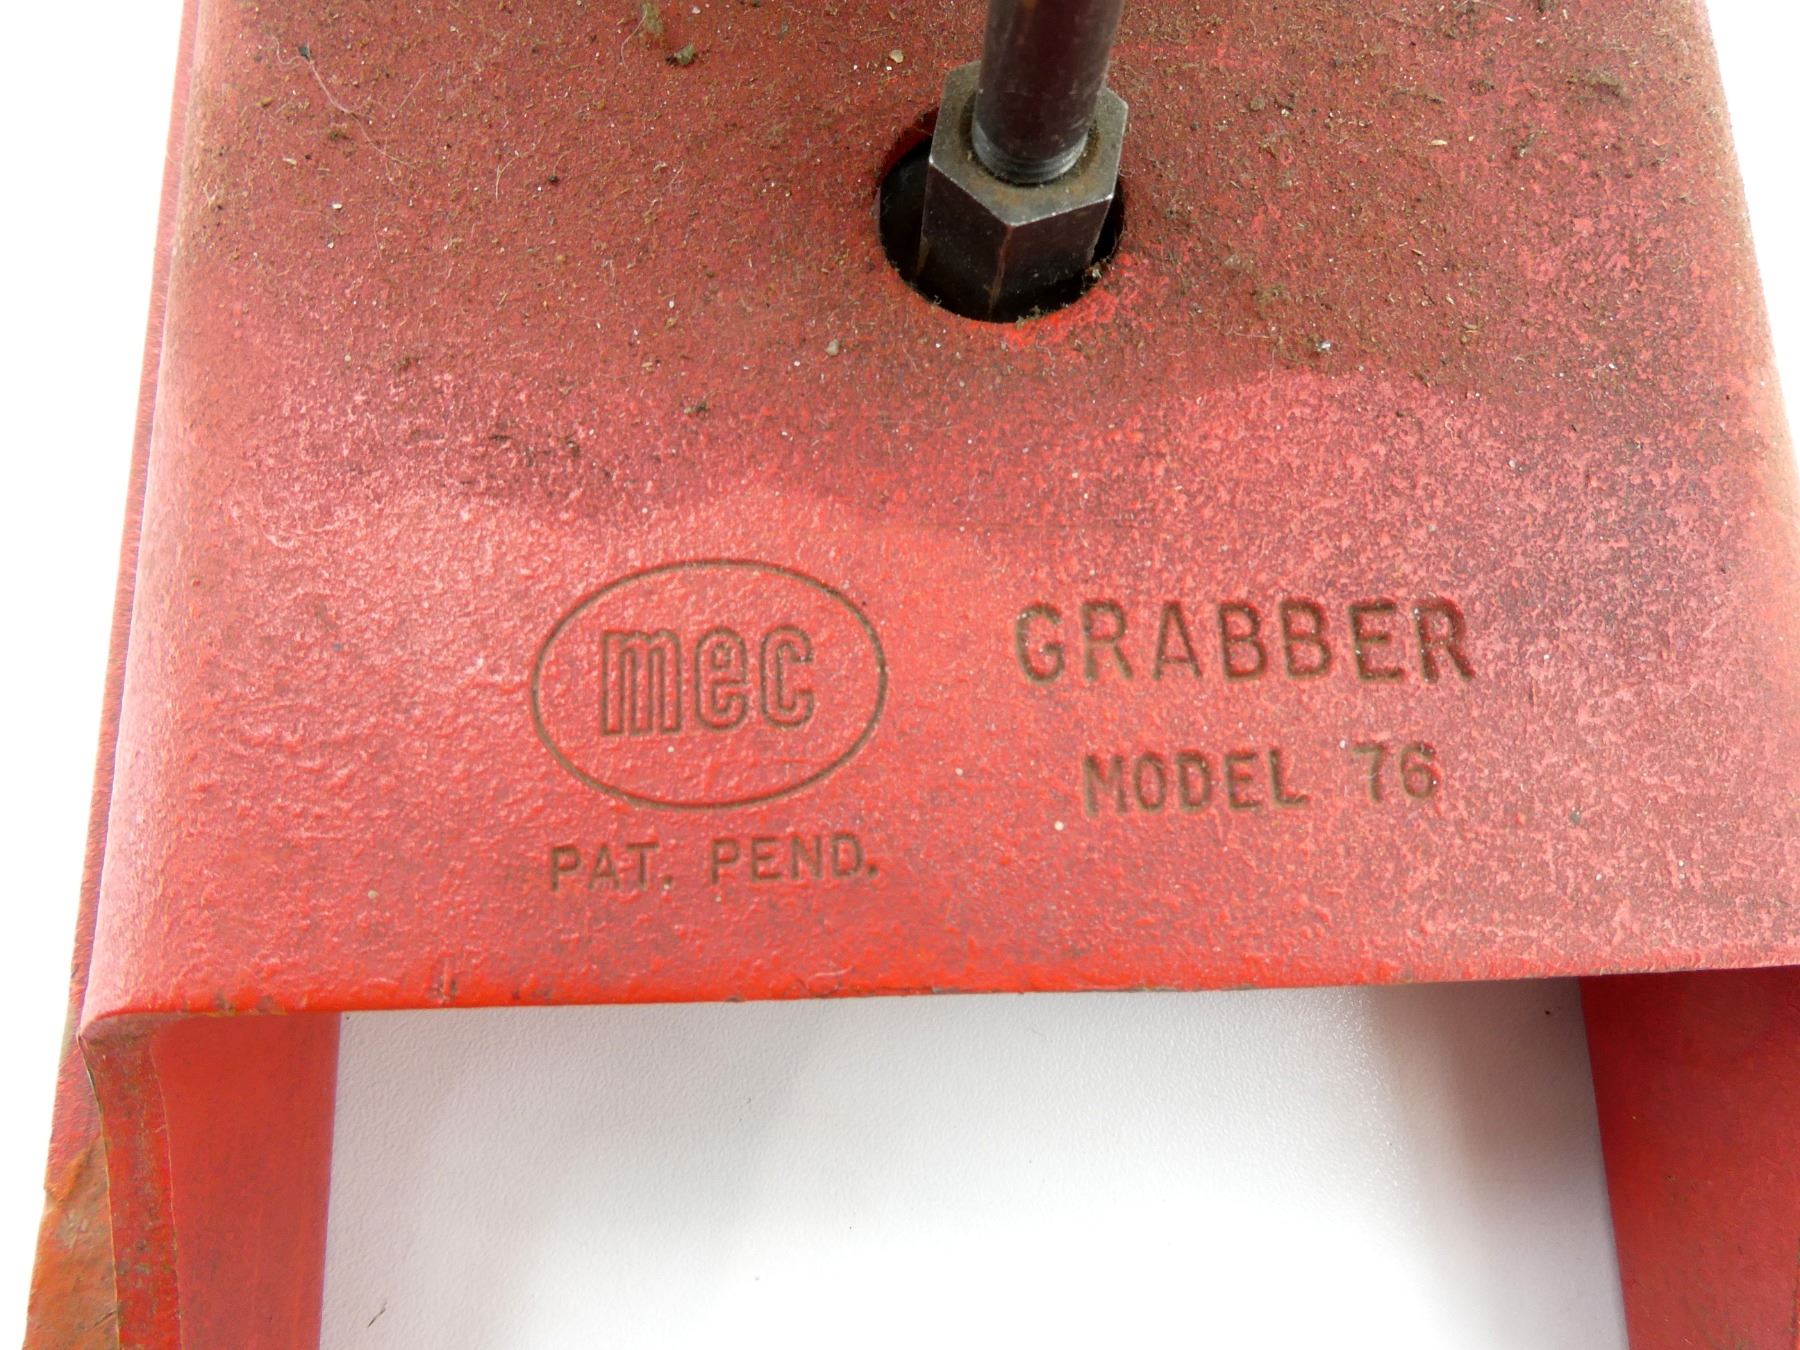 mec
GRABBER
MODEL 76
PAT. PEND.